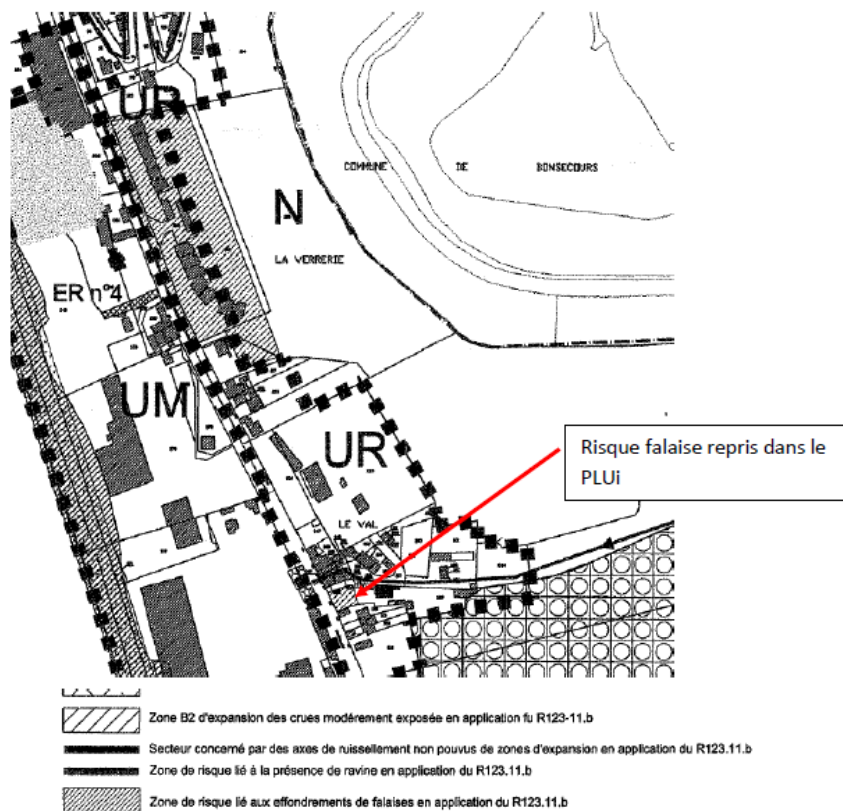 UR
COMMUNE DE BONSECOURS
N
LA VERRERIE
ER n°4
UM
UR
Risque falaise repris dans le
PLUi
LE VAL
Zone B2 d'expansion des crues modérement exposée en application fu R123-11.b
Secteur concerné par des axes de ruissellement non pouvus de zones d'expansion en application du R123.11.b
Zone de risque lié à la présence de ravine en application du R123.11.b
Zone de risque lié aux effondrements de falaises en application du R123.11.b